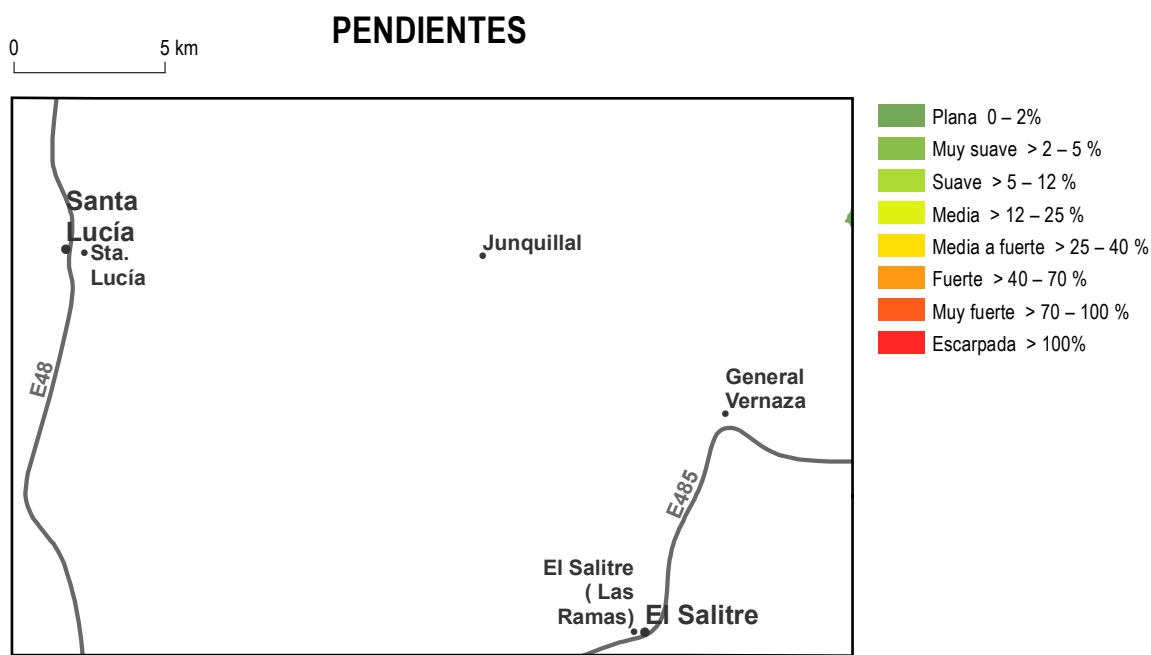 PENDIENTES
0 5 km
Plana 0 – 2%
Muy suave > 2 – 5 %
Suave > 5 – 12 %
Media > 12 – 25 %
Media a fuerte > 25 – 40 %
Fuerte > 40 – 70 %
Muy fuerte > 70 – 100 %
Escarpada > 100%
Santa
Lucía
Sta.
Lucía
Junquillal
E48
General
Vernaza
E485
El Salitre
( Las
Ramas)
El Salitre